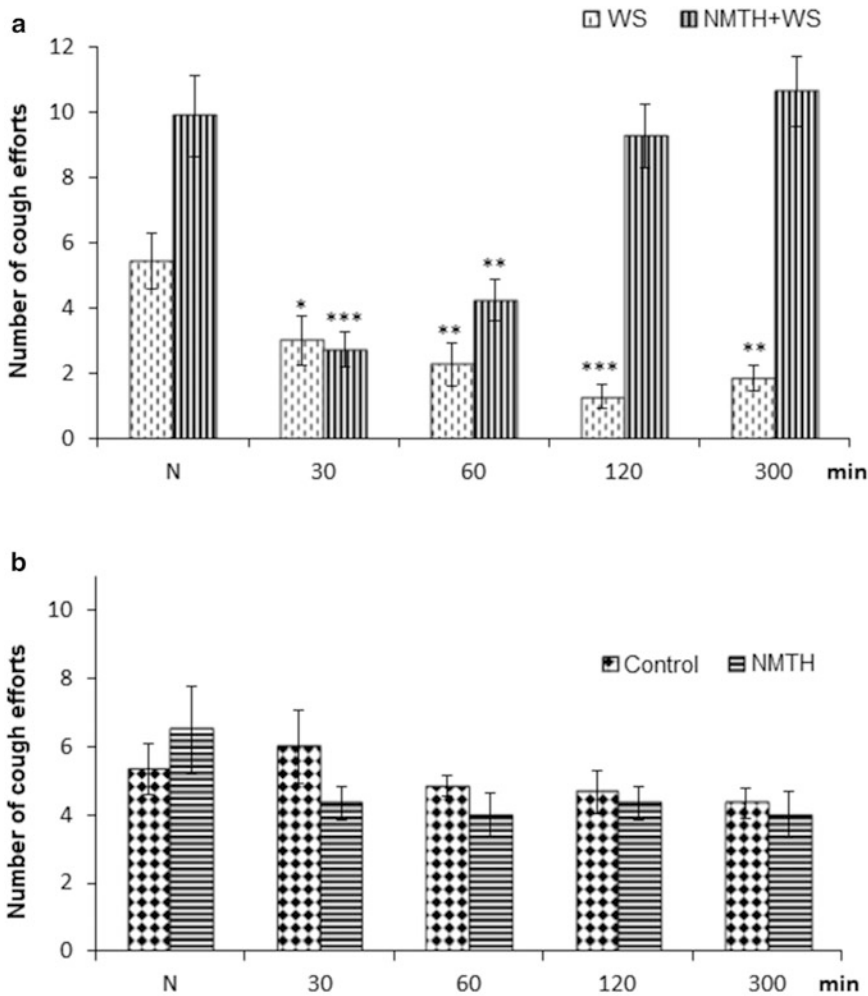 a
WS NMTH+WS
Number of cough efforts
12
10
8
6
4
2
0
* *** ** ** *** **
N 30 60 120 300 min
b
Control NMTH
Number of cough efforts
10
8
6
4
2
0
N 30 60 120 300 min